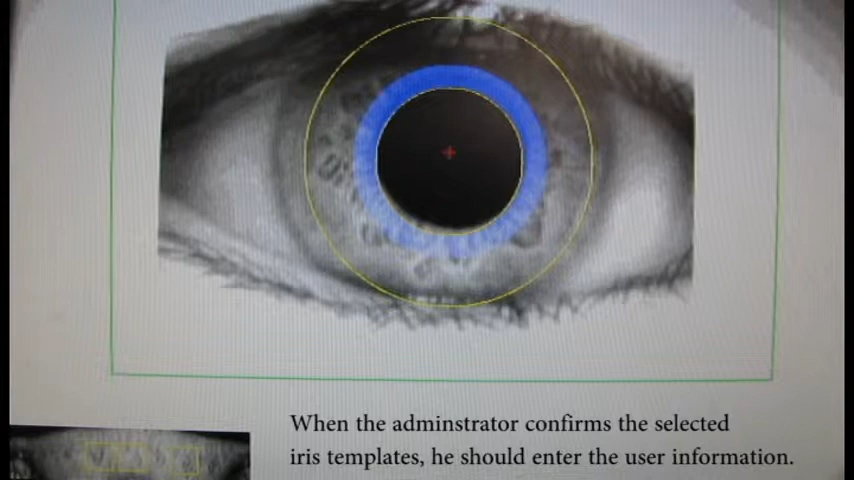 When the adminstrator confirms the selected
iris templates, he should enter the user information.